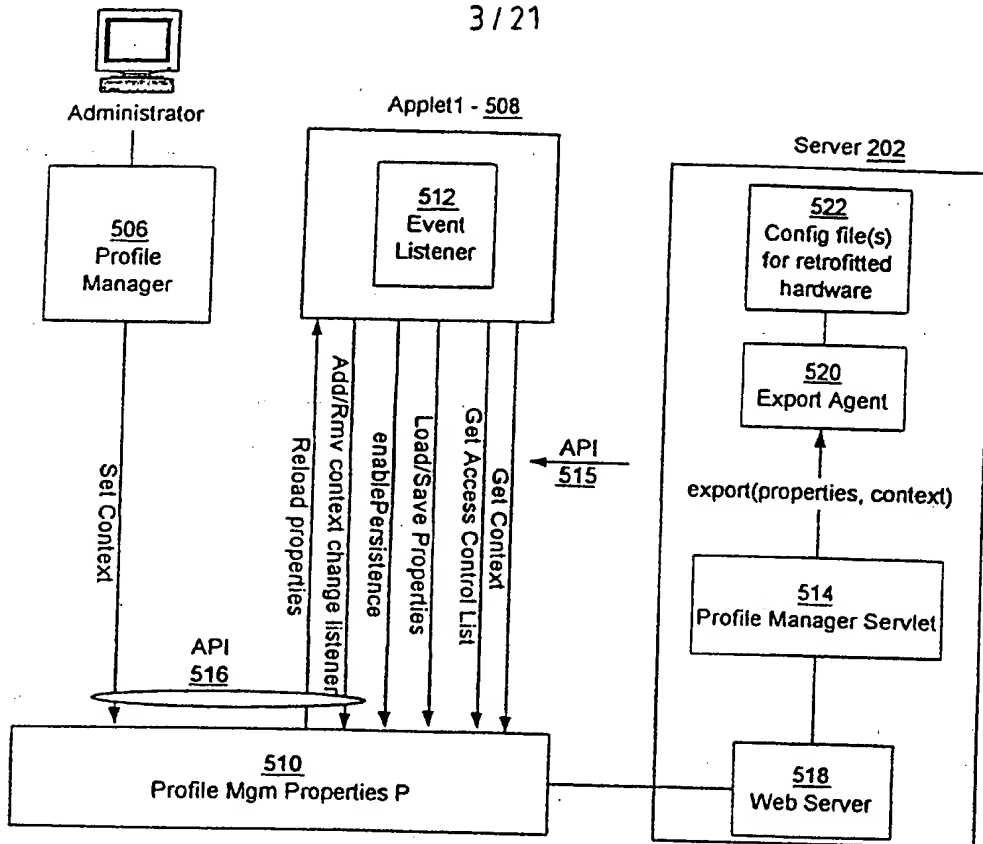 3/21
Administrator
506
Profile
Manager
Applet1 - 508
512
Event
Listener
Server 202
522
Config file(s)
for retrofitted
hardware
520
Export Agent
export(properties, context)
514
Profile Manager Servlet
518
Web Server
Set Context
Reload properties
Add/Rmv context change listener
enablePersistence
Load/Save Properties
Get Access Control List
Get Context
API
515
API
516
510
Profile Mgm Properties P